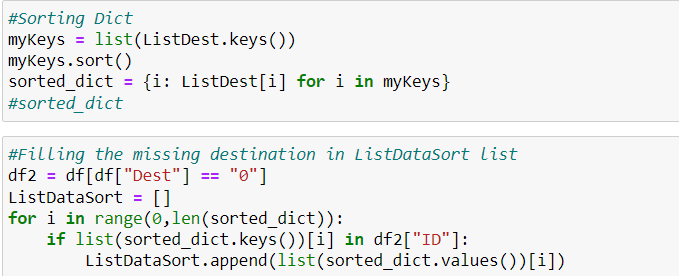 #Sorting Dict
myKeys = list(ListDest.keys())
myKeys.sort()
sorted_dict = {i: ListDest[i] for i in myKeys}
#sorted_dict
#Filling the missing destination in ListDataSort list
df2 = df[df["Dest"] == "0"]
ListDataSort = []
for i in range(0,len(sorted_dict)):
    if list(sorted_dict.keys())[i] in df2["ID"]:
        ListDataSort.append(list(sorted_dict.values())[i])